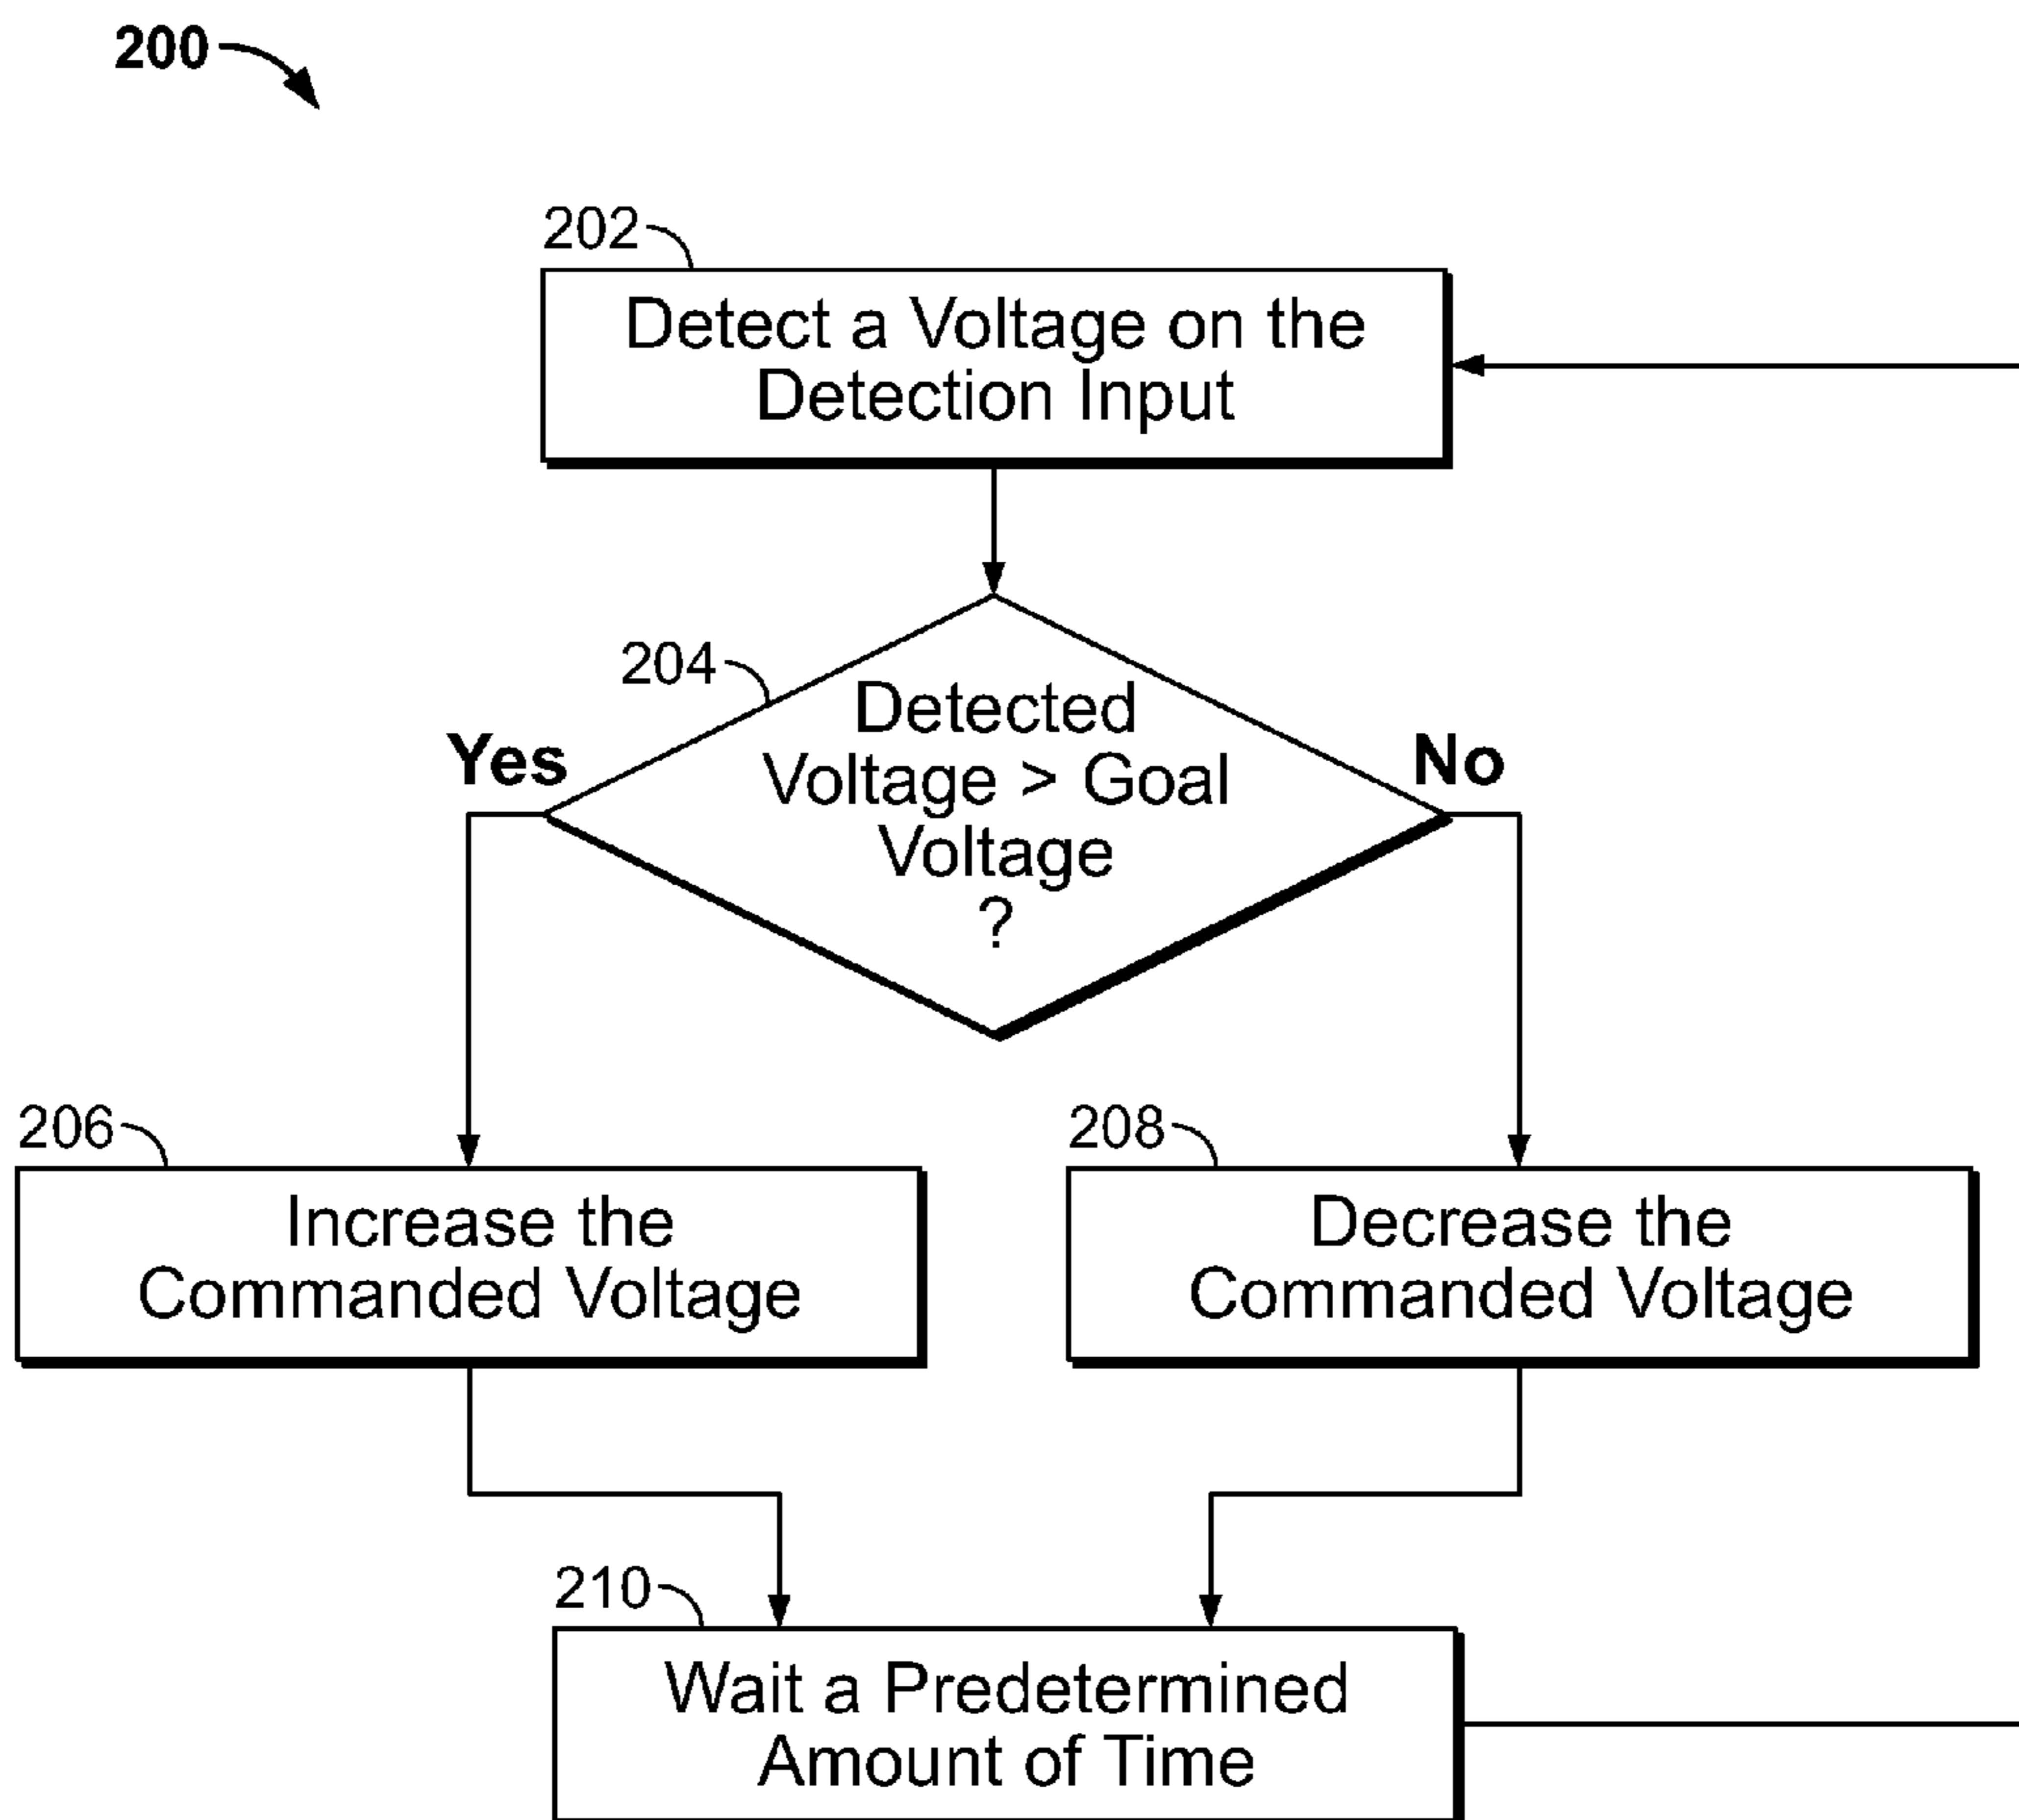 200
202
Detect a Voltage on the
Detection Input
204
Detected
Voltage > Goal
Voltage
?
Yes
No
206
Increase the
Commanded Voltage
208
Decrease the
Commanded Voltage
210
Wait a Predetermined
Amount of Time